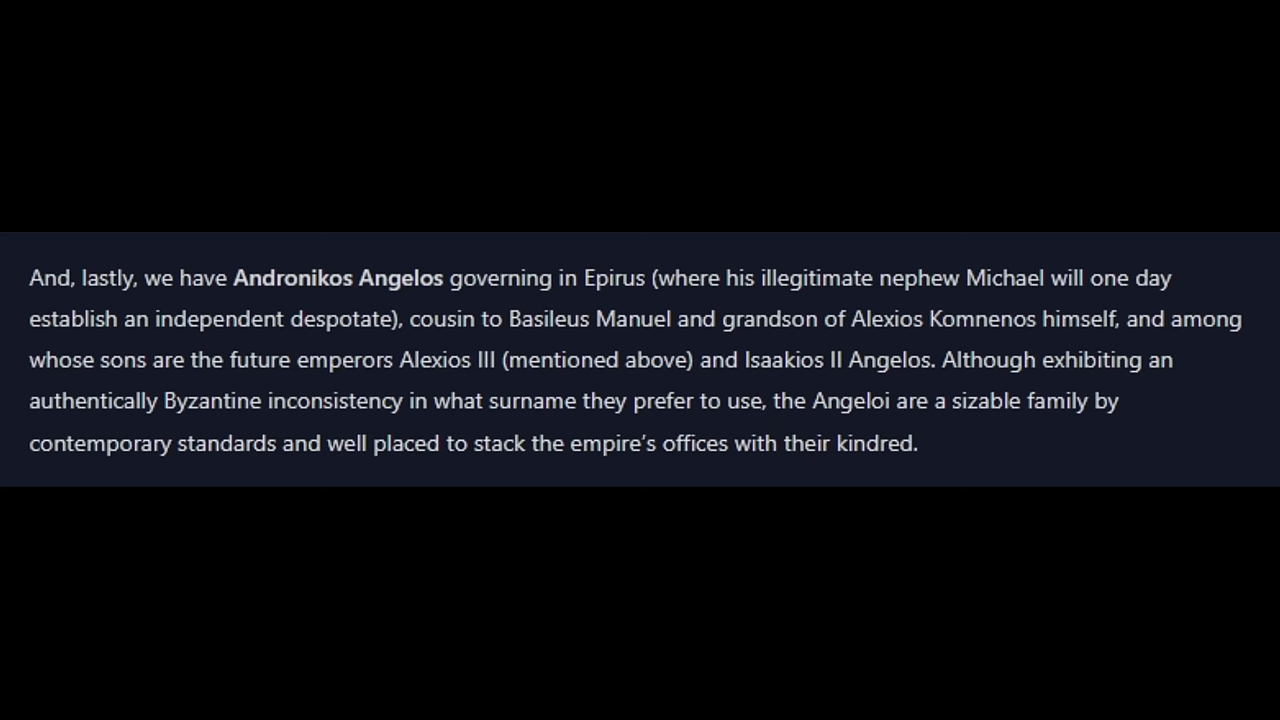 And, lastly, we have Andronikos Angelos governing in Epirus (where his illegitimate nephew Michael will one day
establish an independent despotate), cousin to Basileus Manuel and grandson of Alexios Komnenos himself, and among
whose sons are the future emperors Alexios III (mentioned above) and Isaakios II Angelos. Although exhibiting an
authentically Byzantine inconsistency in what surname they prefer to use, the Angeloi are a sizable family by
contemporary standards and well placed to stack the empire’s offices with their kindred.